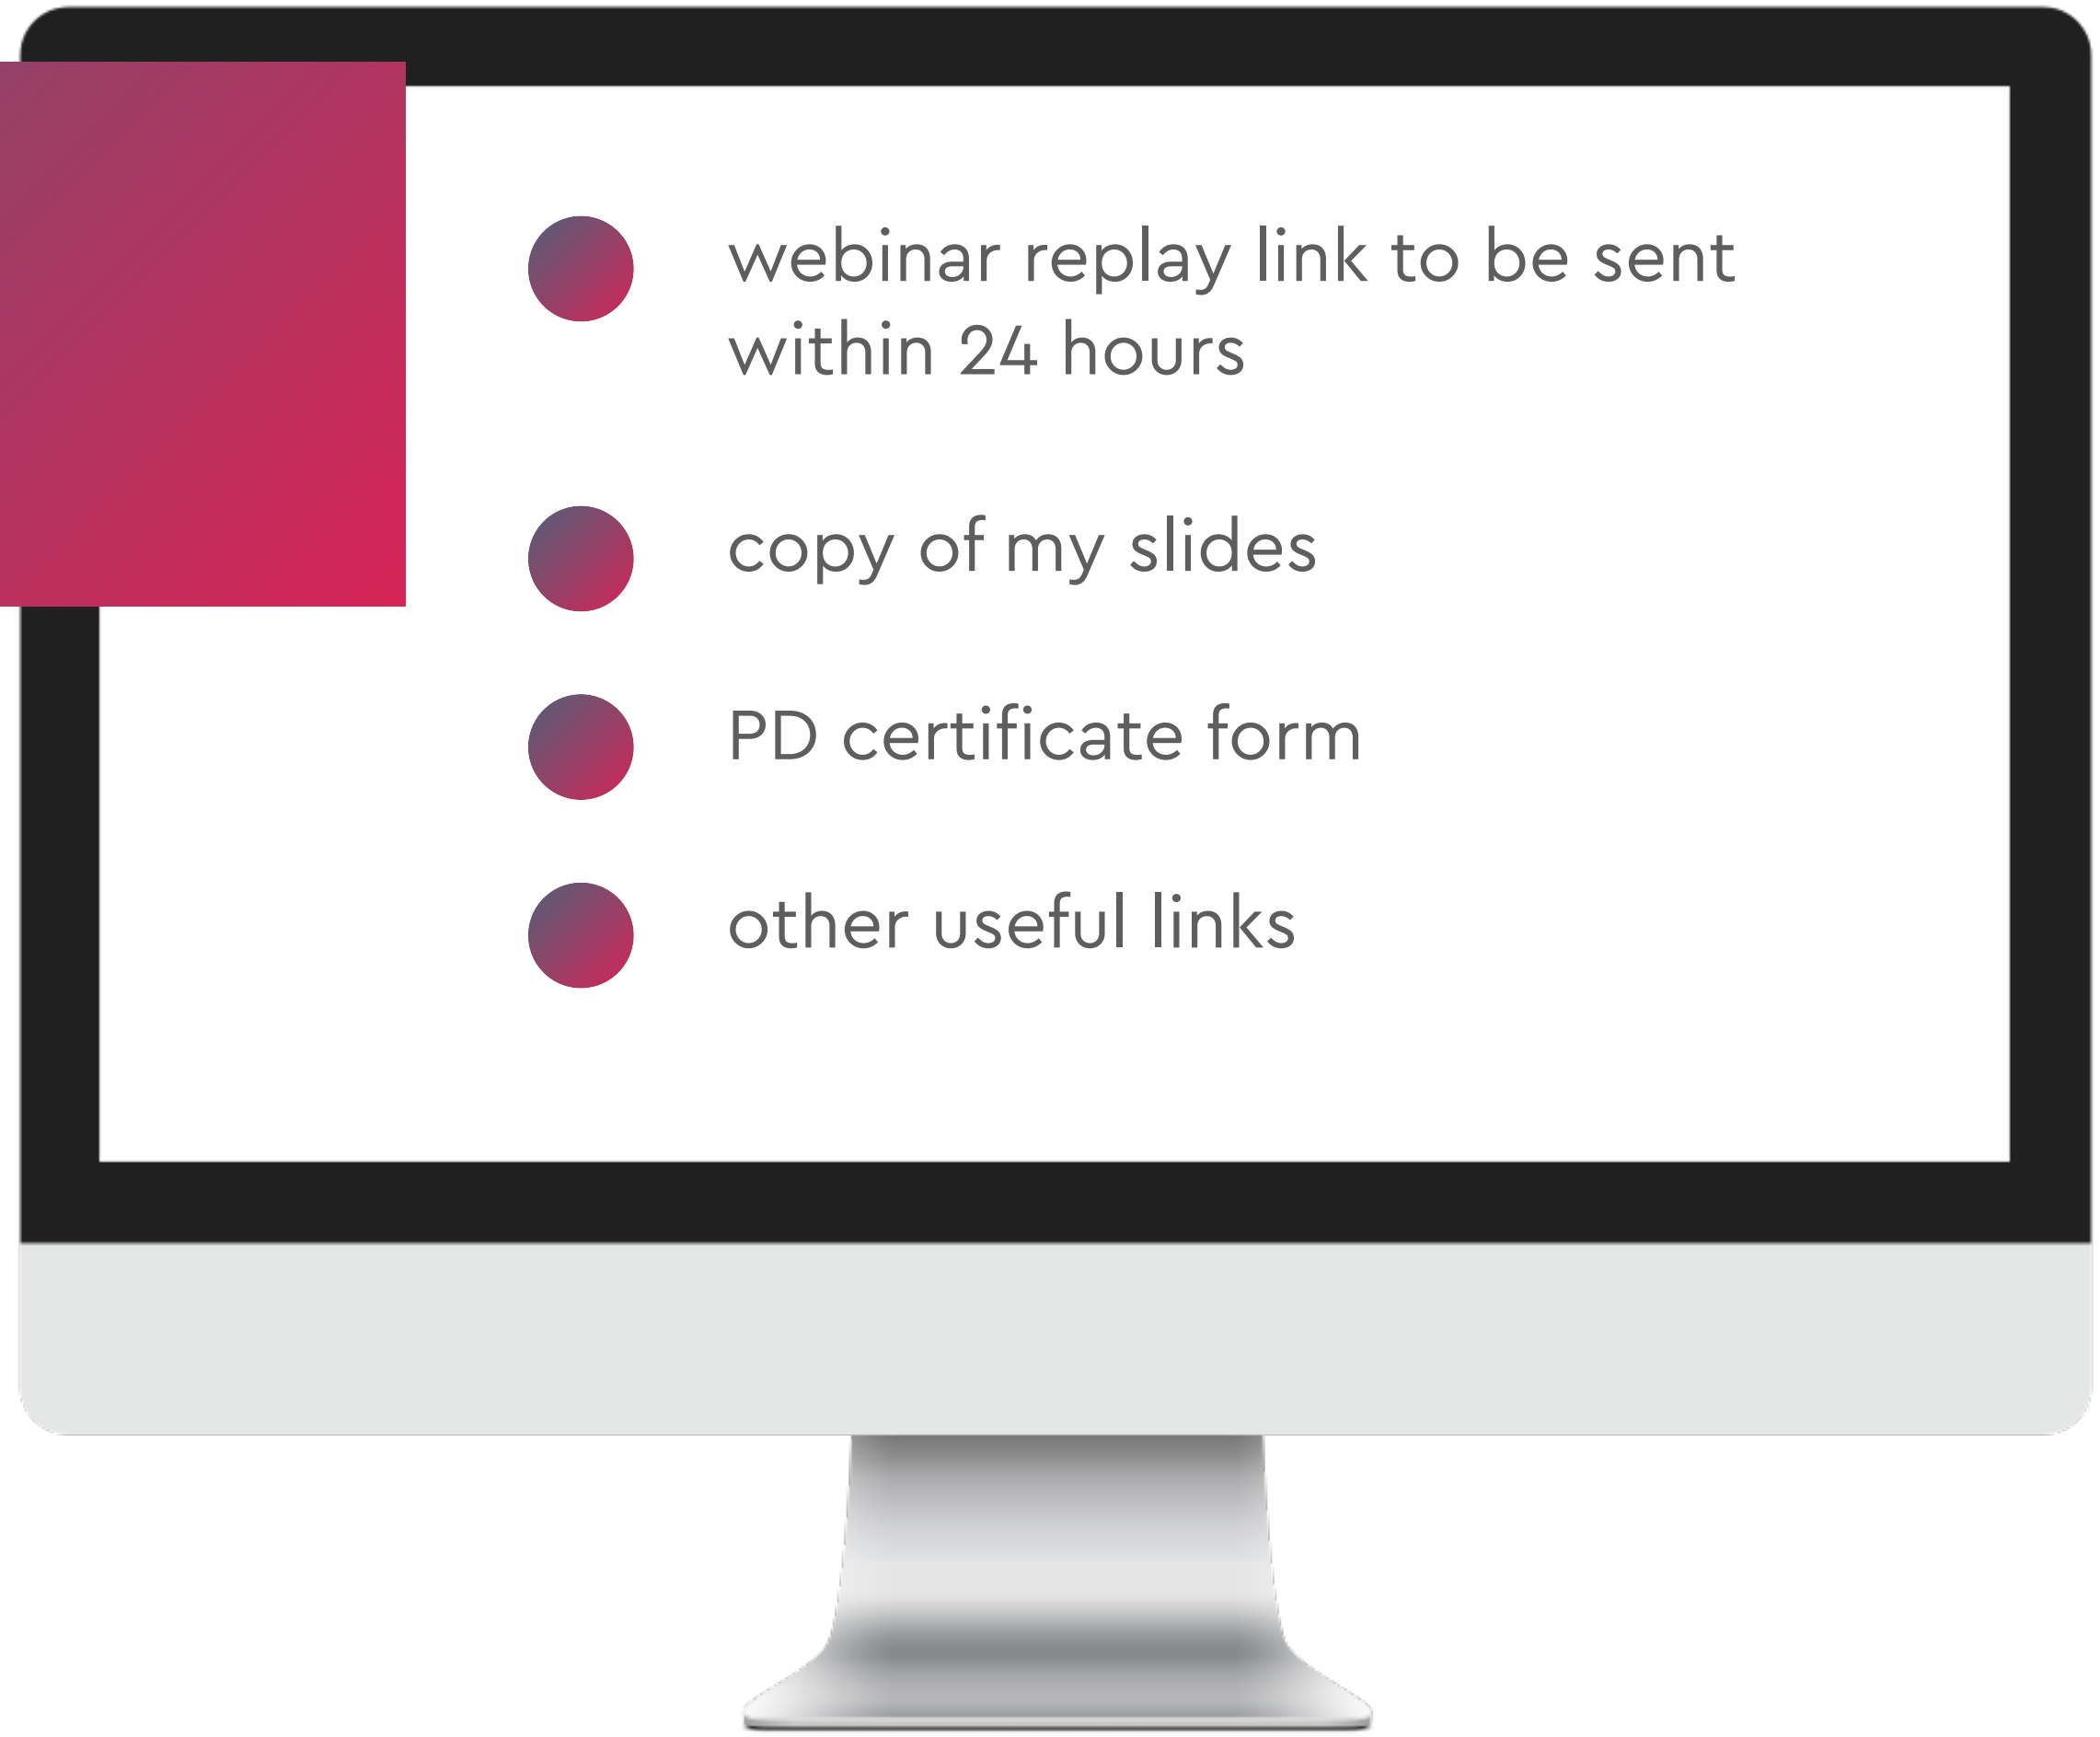 webinar replay link to be sent
within 24 hours
copy of my slides
PD certificate form
other useful links